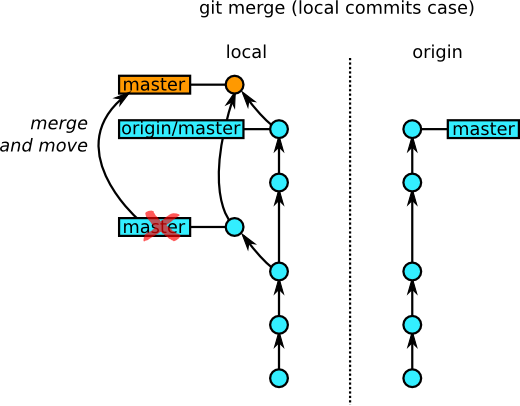 git merge (local commits case)
local
origin
master
merge
and move
origin/master
master
master